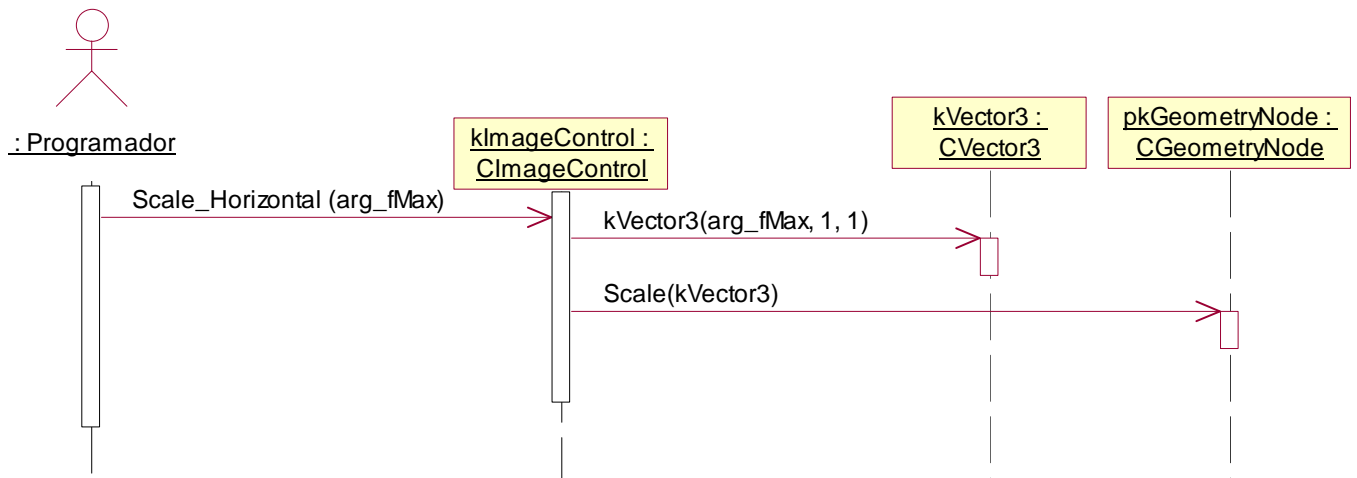 : Programador
kImageControl :
CImageControl
kVector3 :
CVector3
pkGeometryNode :
CGeometryNode
Scale_Horizontal (arg_fMax)
kVector3(arg_fMax, 1, 1)
Scale(kVector3)